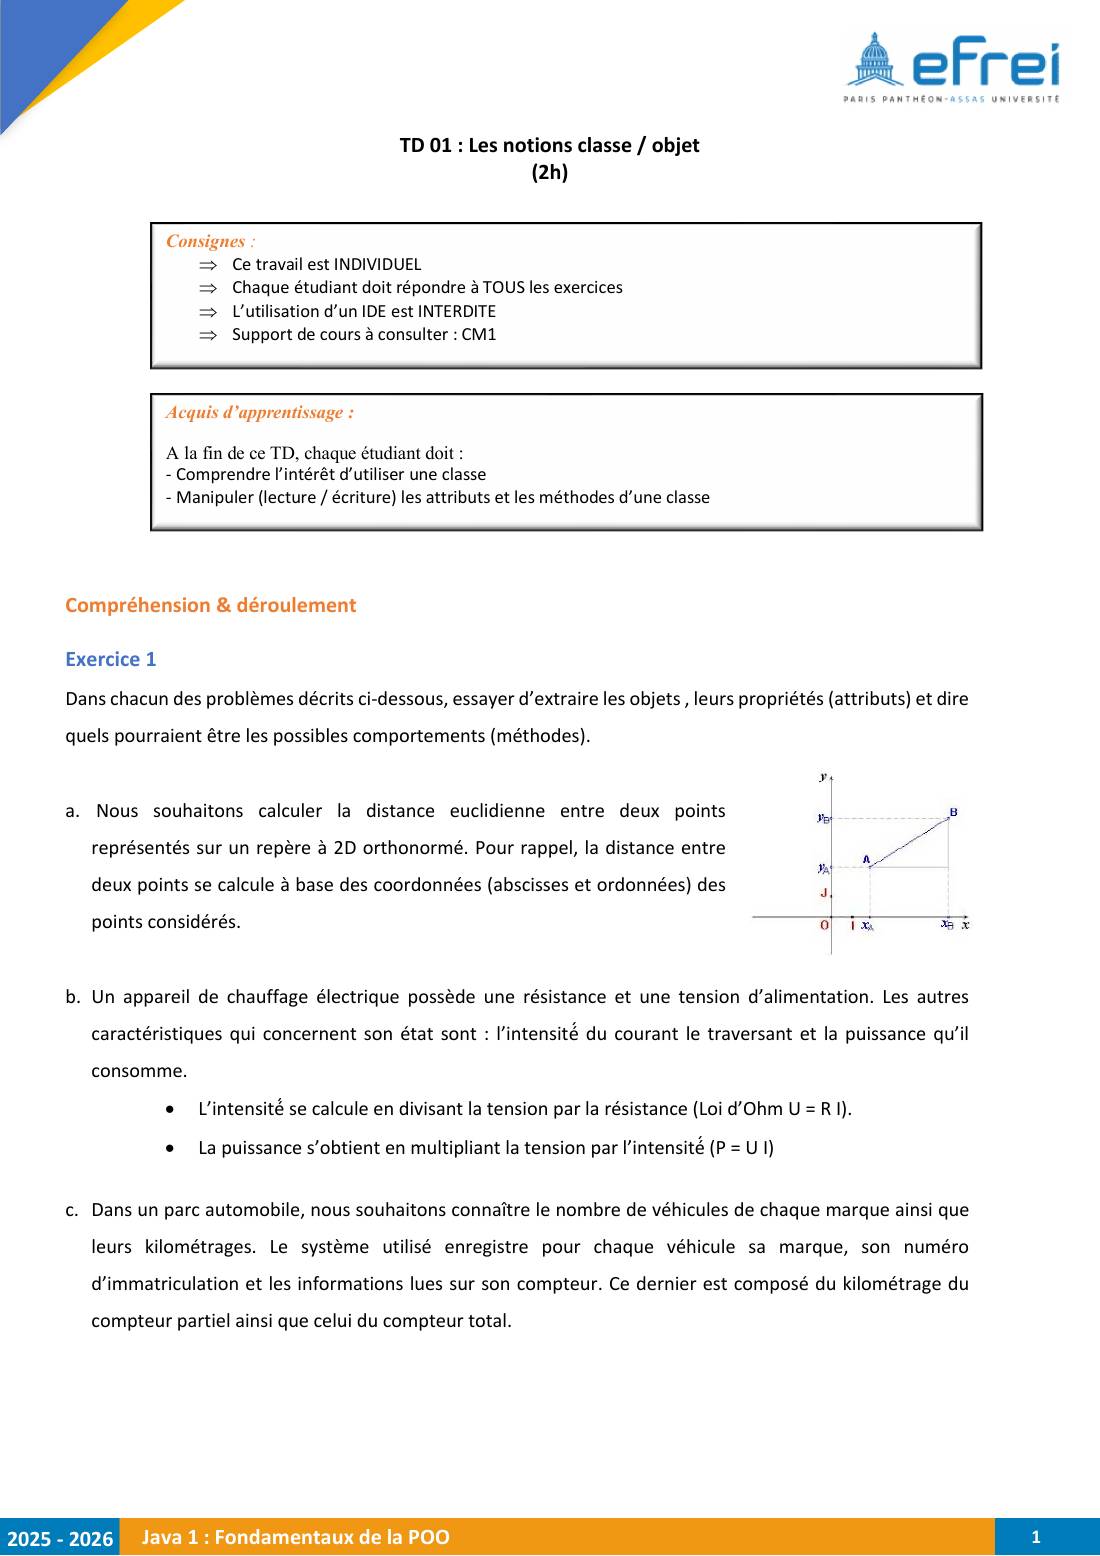 efrei
PARIS PANTHÉON-ASSAS UNIVERSITÉ
TD 01 : Les notions classe / objet
(2h)
Consignes :
⇒ Ce travail est INDIVIDUEL
⇒ Chaque étudiant doit répondre à TOUS les exercices
⇒ L’utilisation d’un IDE est INTERDITE
⇒ Support de cours à consulter : CM1
Acquis d’apprentissage :
A la fin de ce TD, chaque étudiant doit :
- Comprendre l’intérêt d’utiliser une classe
- Manipuler (lecture / écriture) les attributs et les méthodes d’une classe
Compréhension & déroulement
Exercice 1
Dans chacun des problèmes décrits ci-dessous, essayer d’extraire les objets , leurs propriétés (attributs) et dire
quels pourraient être les possibles comportements (méthodes).
a. Nous souhaitons calculer la distance euclidienne entre deux points
représentés sur un repère à 2D orthonormé. Pour rappel, la distance entre
deux points se calcule à base des coordonnées (abscisses et ordonnées) des
points considérés.
y
yB
B
yA
A
J
O I xA xB x
b. Un appareil de chauffage électrique possède une résistance et une tension d’alimentation. Les autres
caractéristiques qui concernent son état sont : l’intensité́ du courant le traversant et la puissance qu’il
consomme.
• L’intensité́ se calcule en divisant la tension par la résistance (Loi d’Ohm U = R I).
• La puissance s’obtient en multipliant la tension par l’intensité́ (P = U I)
c. Dans un parc automobile, nous souhaitons connaître le nombre de véhicules de chaque marque ainsi que
leurs kilométrages. Le système utilisé enregistre pour chaque véhicule sa marque, son numéro
d’immatriculation et les informations lues sur son compteur. Ce dernier est composé du kilométrage du
compteur partiel ainsi que celui du compteur total.
2025 - 2026 Java 1 : Fondamentaux de la POO 1